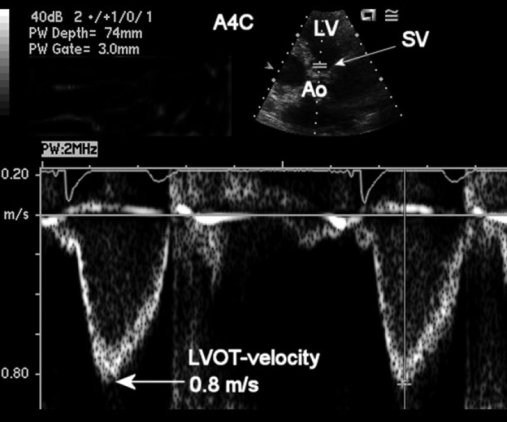 40dB 2 •/+1/0/1
PW Depth= 74mm
PW Gate= 3.0mm
A4C
LV
SV
Ao
PW:2MHz
0.20
m/s
LVOT-velocity
0.8 m/s
0.80